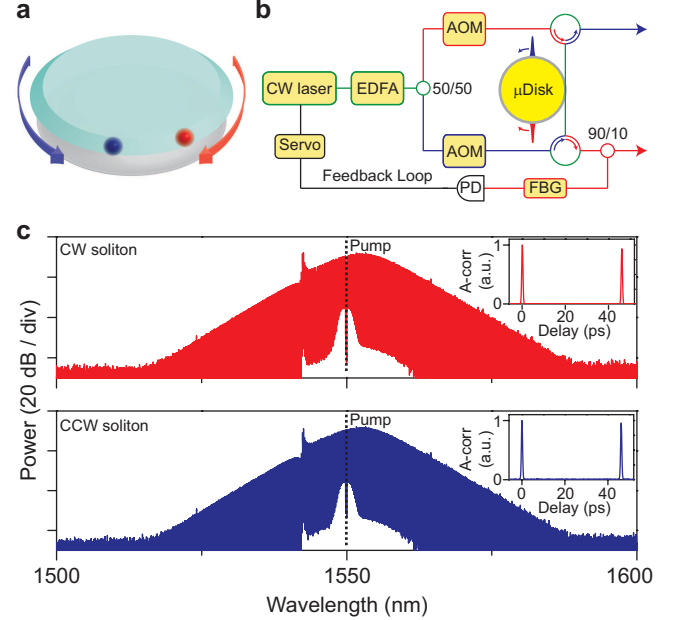 a
b
AOM
CW laser
EDFA
50/50
μDisk
Servo
AOM
90/10
Feedback Loop
PD
FBG
c
CW soliton
Pump
1
A-corr
(a.u.)
0
0
20
40
Delay (ps)
Power (20 dB / div)
CCW soliton
Pump
1
A-corr
(a.u.)
0
0
20
40
Delay (ps)
1500
1550
1600
Wavelength (nm)